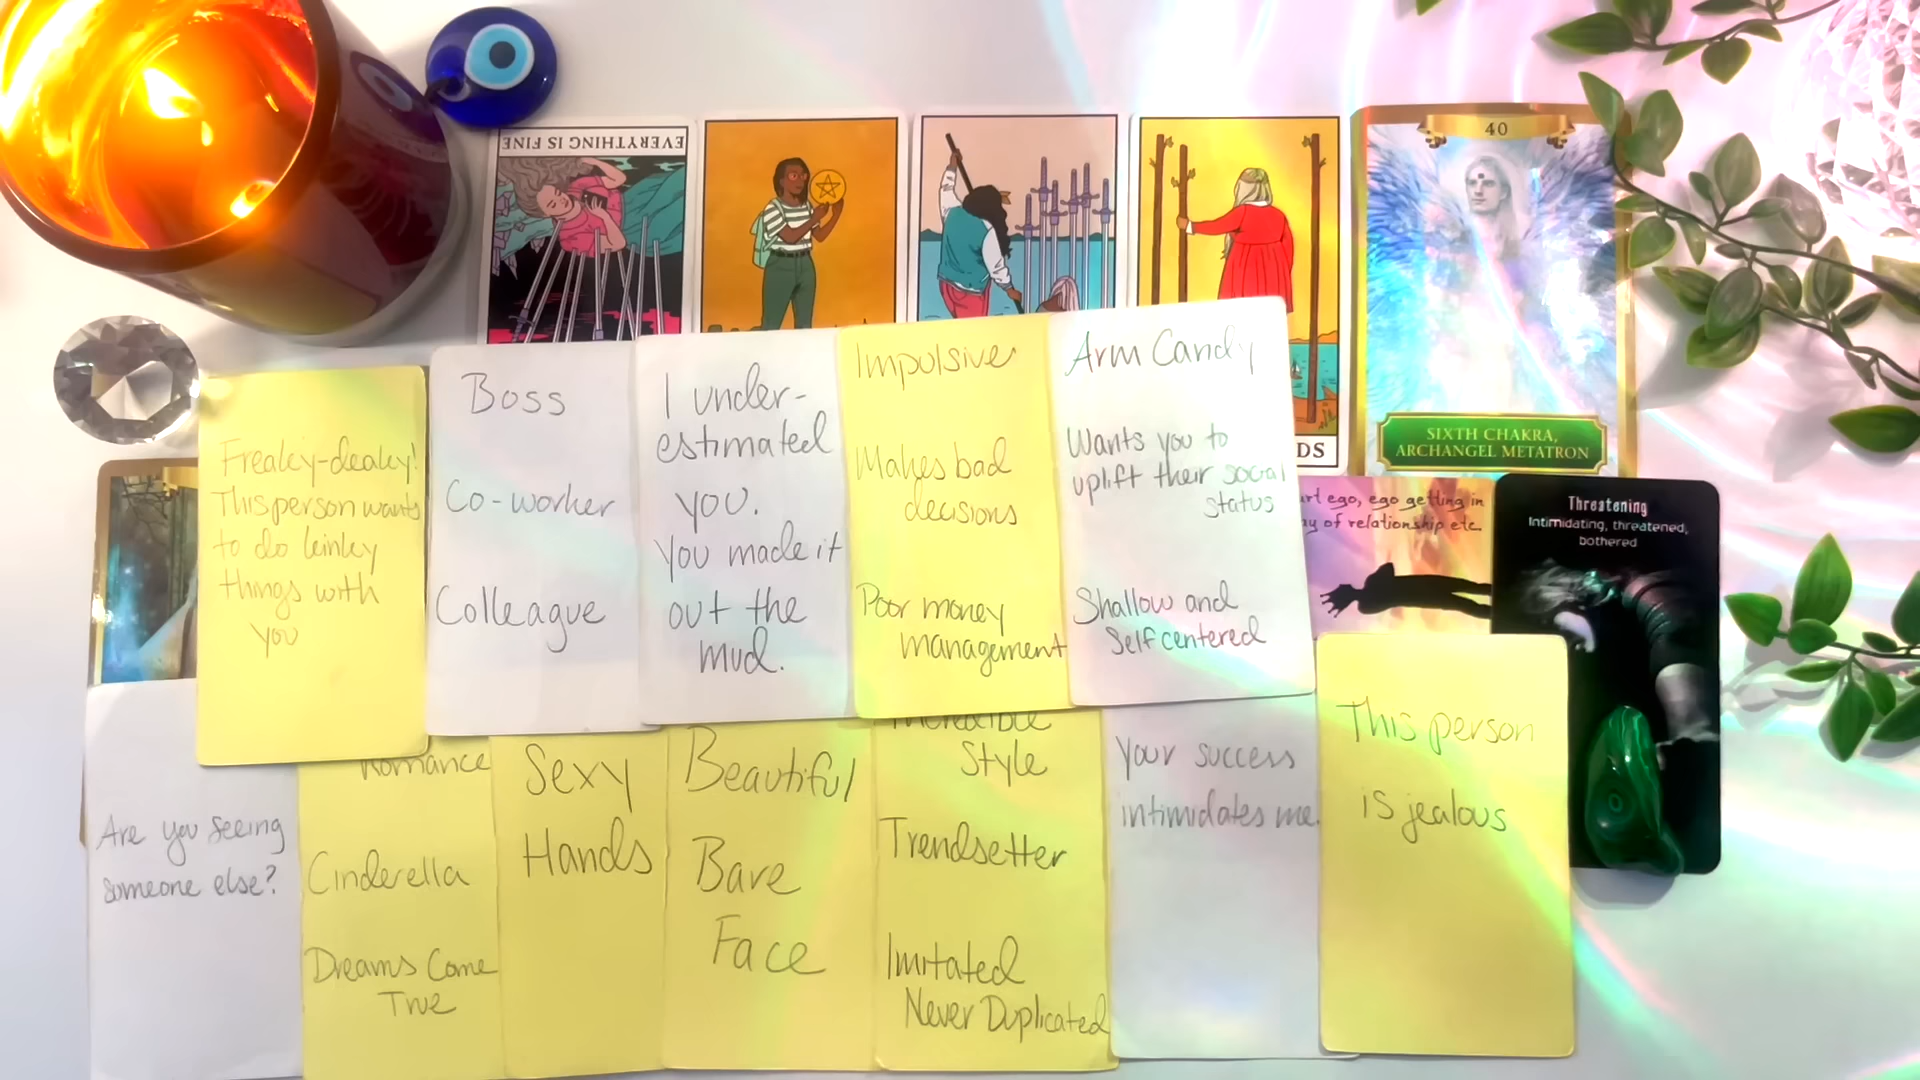 EVERYTHING IS FINE
40
SIXTH CHAKRA,
ARCHANGEL METATRON
DS
Freaky-deaky!
This person wants
to do kinky
things with
you
Boss
Co-worker
Colleague
I under-
estimated
you.
You made it
out the
mud.
Impulsive
Makes bad
decisions
Poor money
management
Arm Candy
Wants you to
uplift their social
status
Shallow and
Self centered
ego, ego getting in
of relationship etc
Threatening
Intimidating, threatened,
bothered
Are you seeing
someone else?
Romance
Cinderella
Dreams Come
True
Sexy
Hands
Beautiful
Bare
Face
Incredible
Style
Trendsetter
Imitated
Never Duplicated
Your success
intimidates me.
This person
is jealous